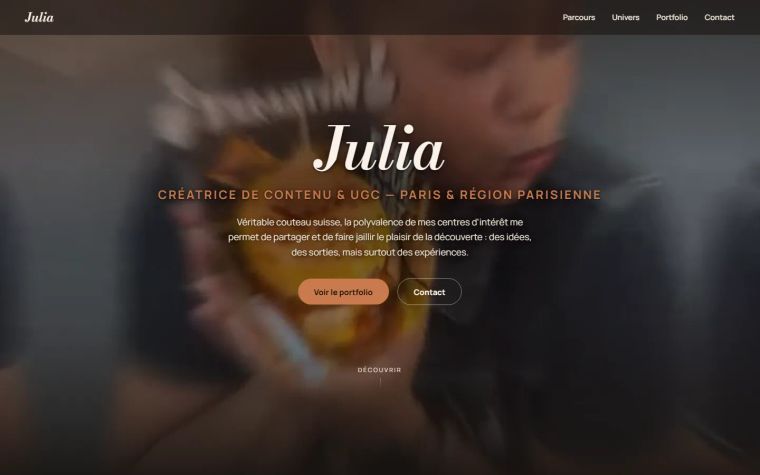 Julia
Parcours Univers Portfolio Contact
Julia
CRÉATRICE DE CONTENU & UGC — PARIS & RÉGION PARISIENNE
Véritable couteau suisse, la polyvalence de mes centres d'intérêt me
permet de partager et de faire jaillir le plaisir de la découverte : des idées,
des sorties, mais surtout des expériences.
Voir le portfolio Contact
DÉCOUVRIR